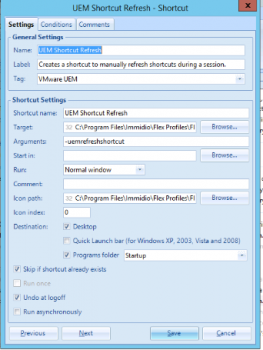 UEM Shortcut Refresh - Shortcut
Settings Conditions Comments
General Settings
Name: UEM Shortcut Refresh
Label: Creates a shortcut to manually refresh shortcuts during a session.
Tag: VMware UEM
Shortcut Settings
Shortcut name: UEM Shortcut Refresh
Target: C:\Program Files\Immidio\Flex Profiles\Fl Browse...
Arguments: -uemrefreshshortcut
Start in: Browse...
Run: Normal window
Comment:
Icon path: C:\Program Files\Immidio\Flex Profiles\Fl Browse...
Icon index: 0
Destination: Desktop
Quick Launch bar (for Windows XP, 2003, Vista and 2008)
Programs folder Startup
Skip if shortcut already exists
Run once
Undo at logoff
Run asynchronously
Previous Next Save Cancel